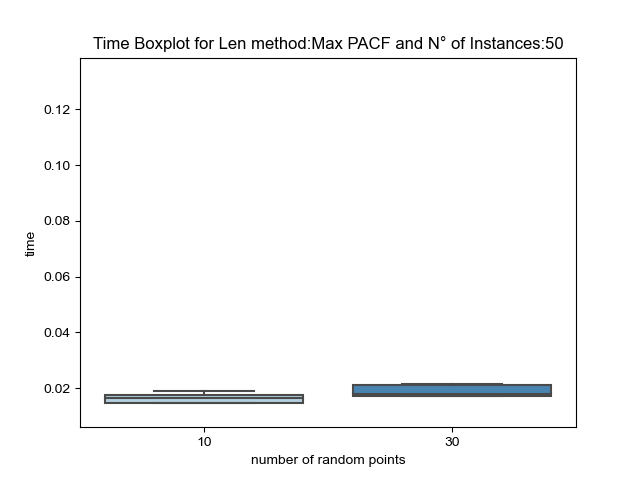 Time Boxplot for Len method:Max PACF and N° of Instances:50
0.12
0.10
0.08
0.06
0.04
0.02
time
10 30
number of random points